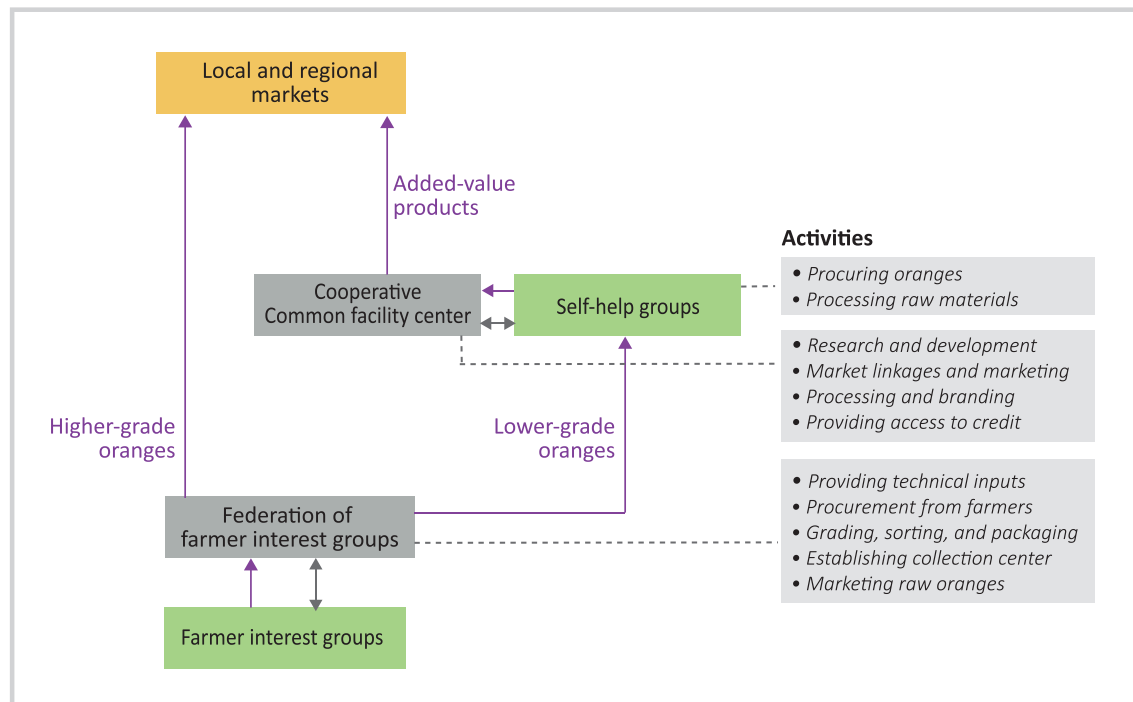 Local and regional
markets
Added-value
products
Activities
• Procuring oranges
• Processing raw materials
Cooperative
Common facility center
Self-help groups
• Research and development
• Market linkages and marketing
• Processing and branding
• Providing access to credit
Higher-grade
oranges
Lower-grade
oranges
• Providing technical inputs
• Procurement from farmers
• Grading, sorting, and packaging
• Establishing collection center
• Marketing raw oranges
Federation of
farmer interest groups
Farmer interest groups